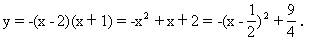 y = -(x - 2)(x + 1) = -x² + x + 2 = -(x - 1/2)² + 9/4 .